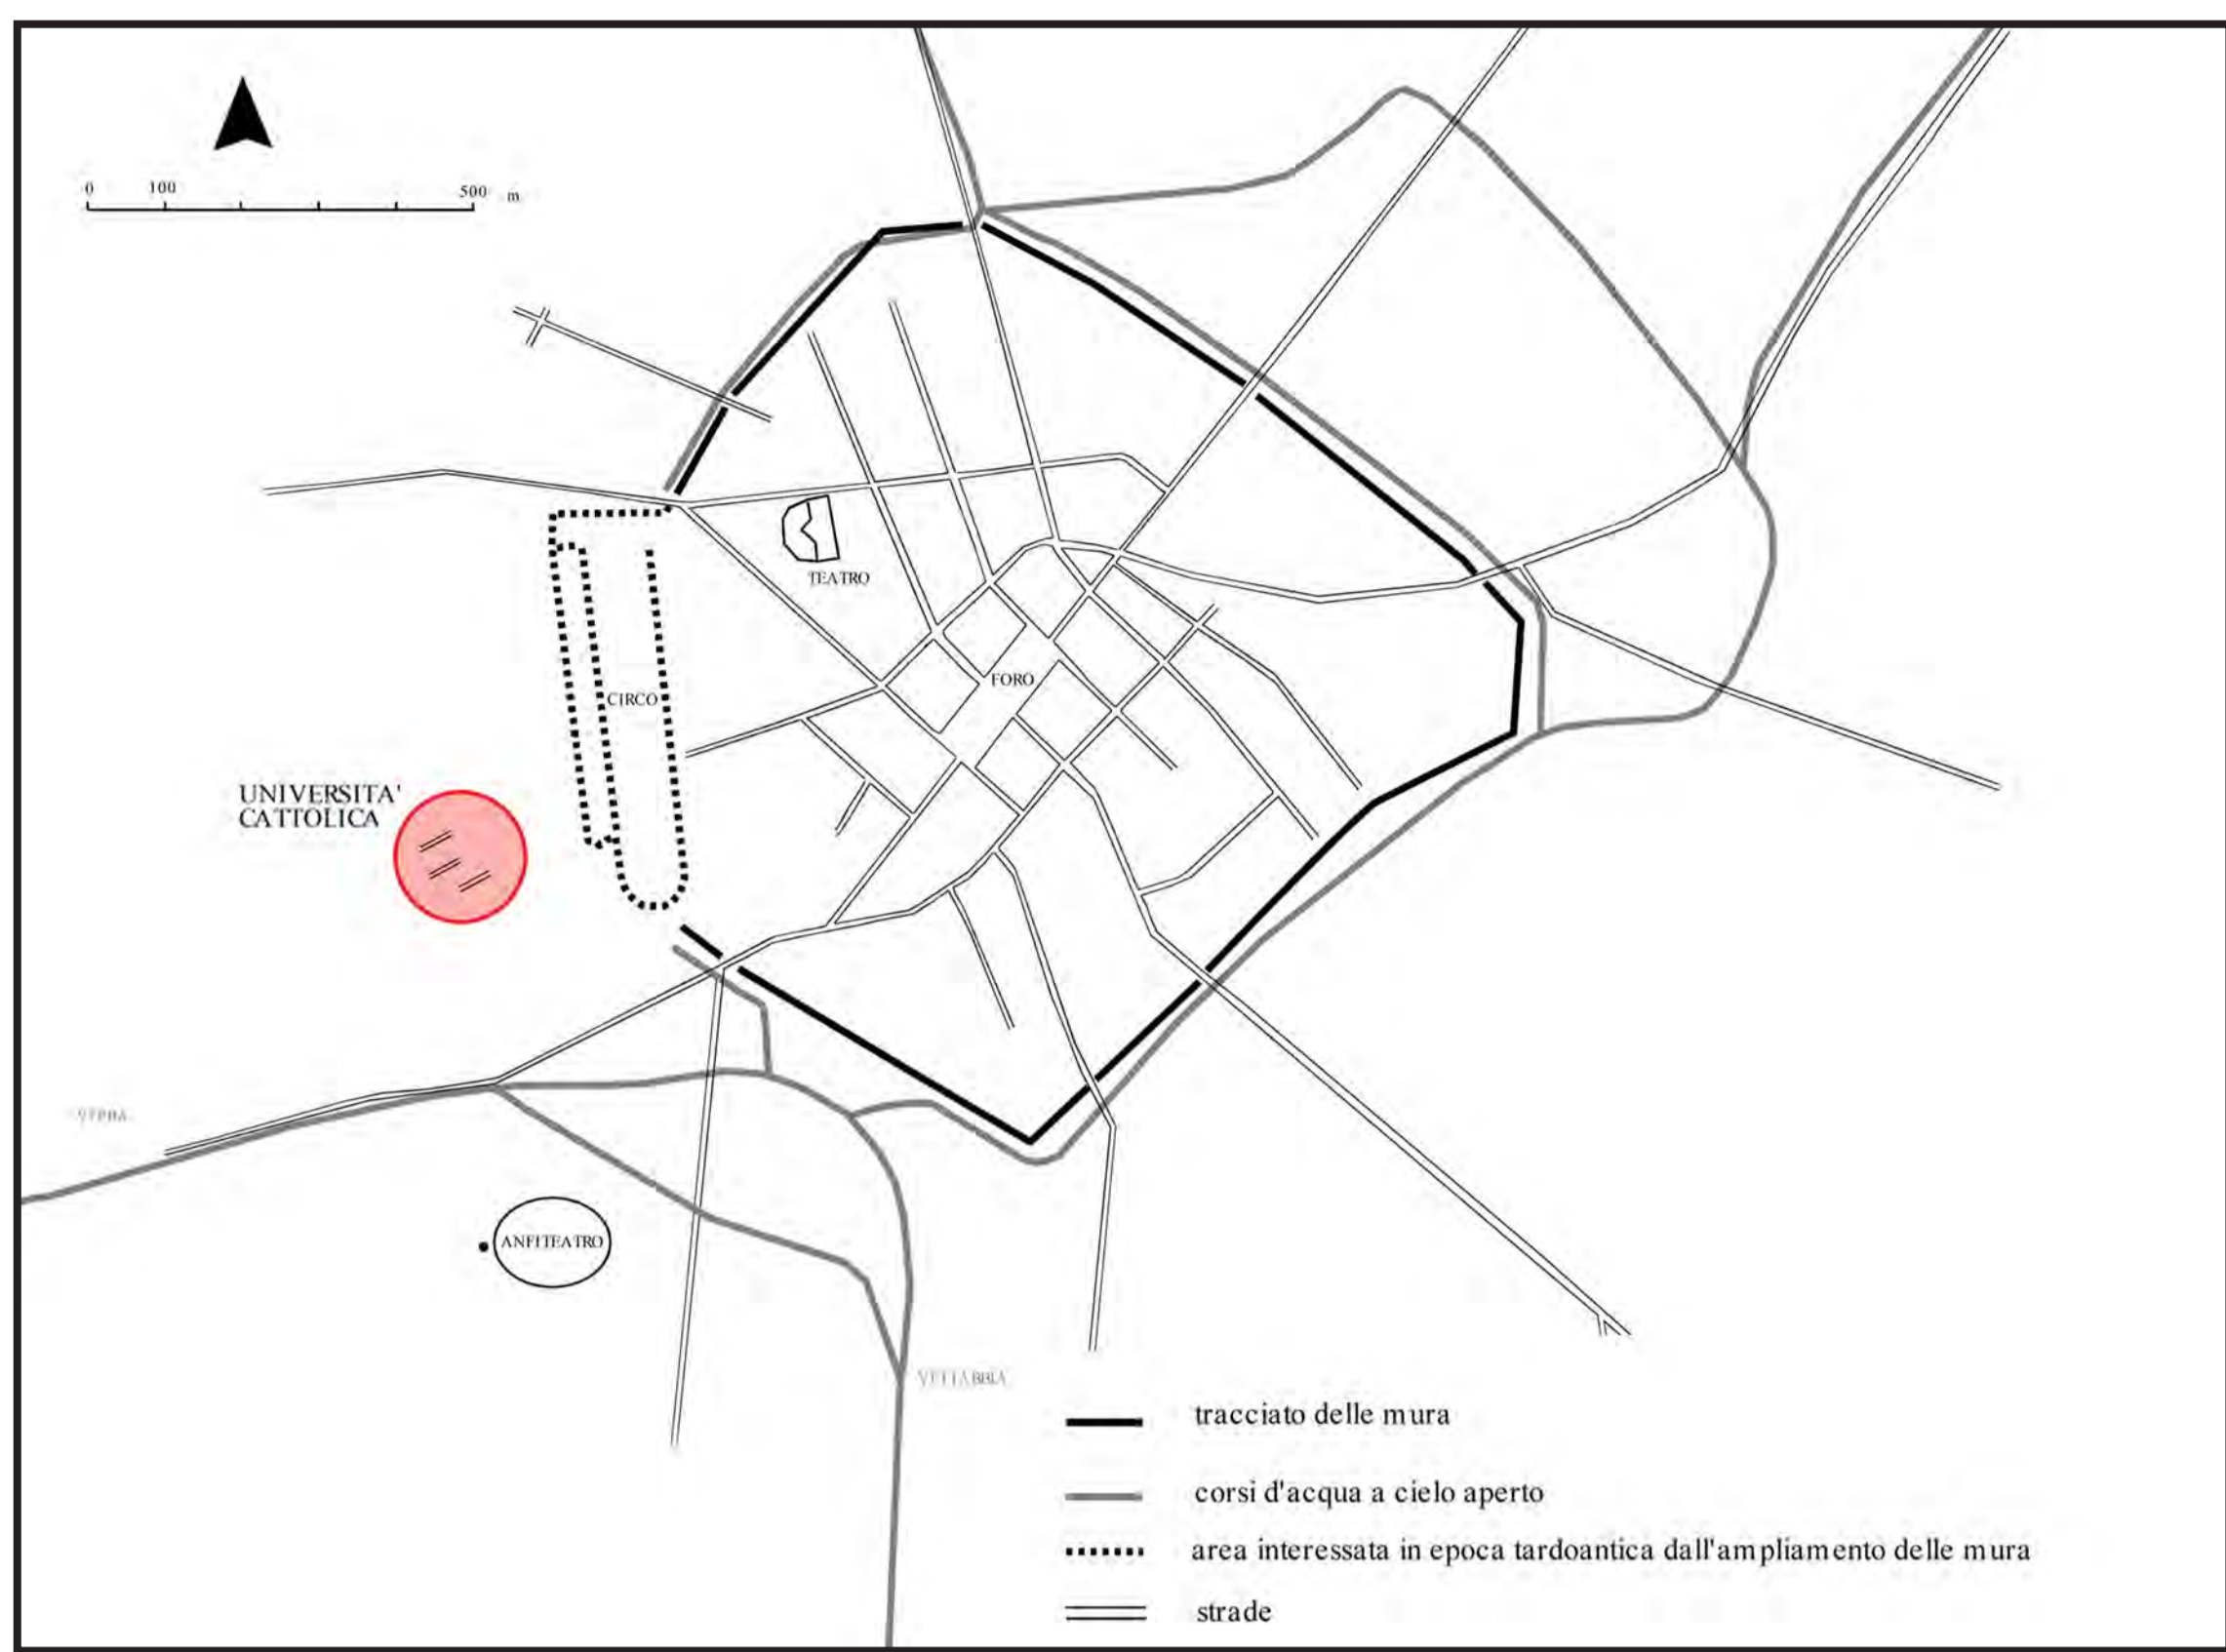 0 100 500 m
TEATRO
FORO
CIRCO
UNIVERSITA'
CATTOLICA
ANFITEATRO
VETTABBIA
tracciato delle mura
corsi d'acqua a cielo aperto
area interessata in epoca tardoantica dall'ampliamento delle mura
strade